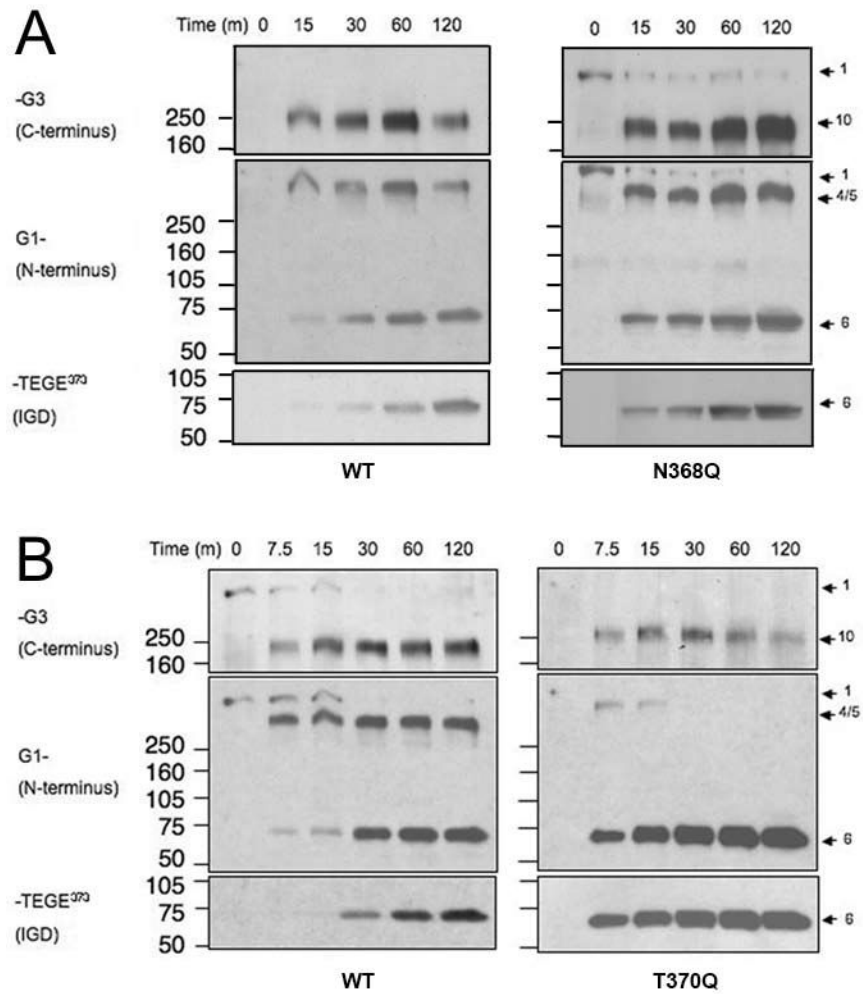 A
Time (m) 0 15 30 60 120
0 15 30 60 120
-G3
(C-terminus)
250
160
1
10
G1-
(N-terminus)
250
160
105
75
50
1
4/5
6
-TEGE³⁷³
(IGD)
105
75
50
6
WT
N368Q
B
Time (m) 0 7.5 15 30 60 120
0 7.5 15 30 60 120
-G3
(C-terminus)
250
160
1
10
G1-
(N-terminus)
250
160
105
75
50
1
4/5
6
-TEGE³⁷³
(IGD)
105
75
50
6
WT
T370Q